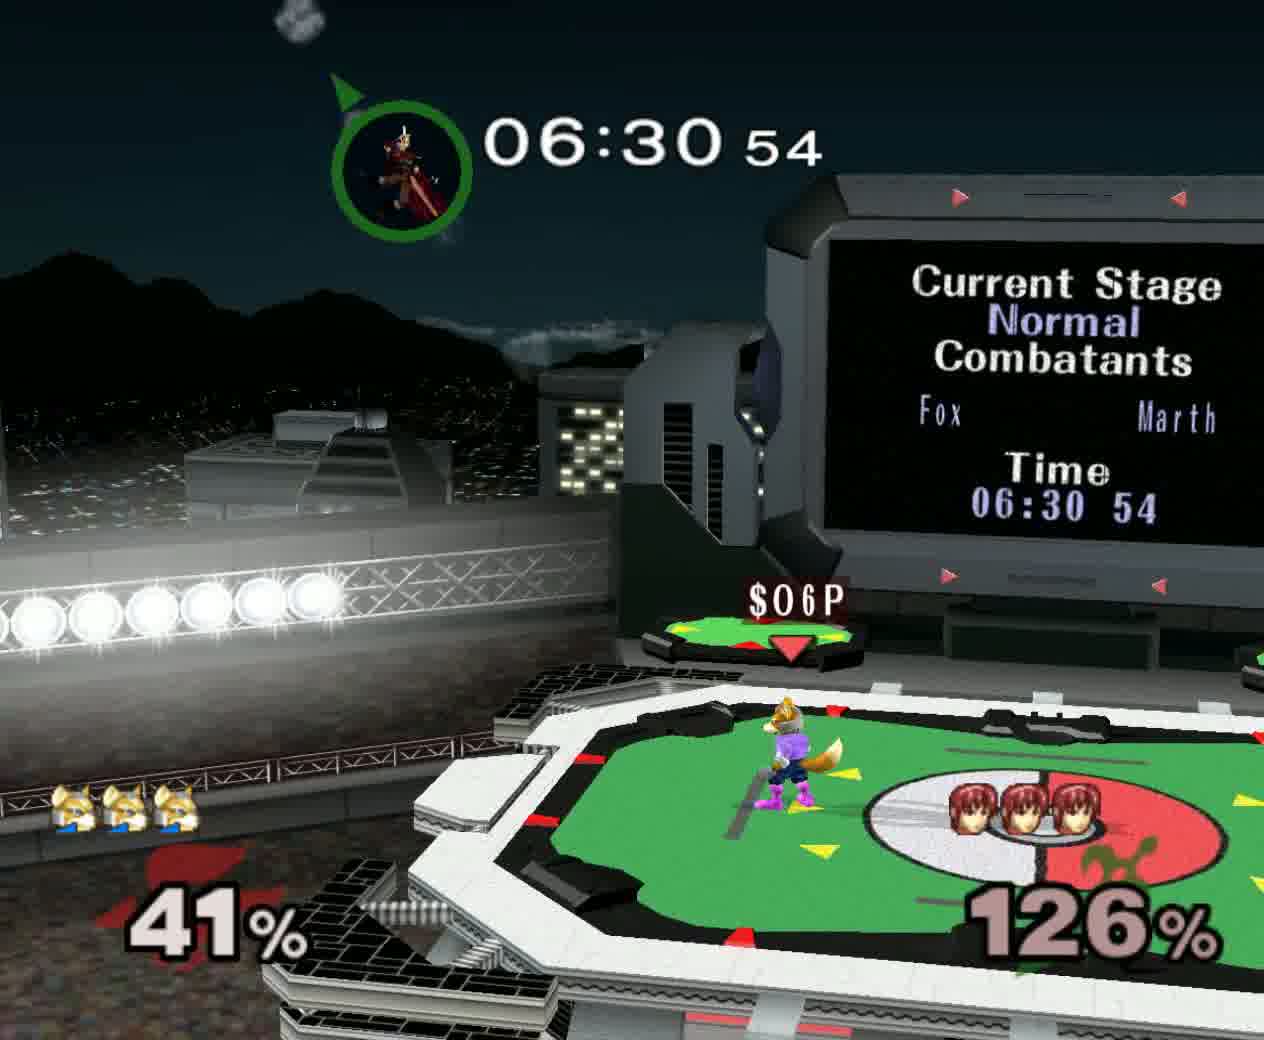 06:30 54
Current Stage
Normal
Combatants
Fox Marth
Time
06:30 54
$06P
41%
126%